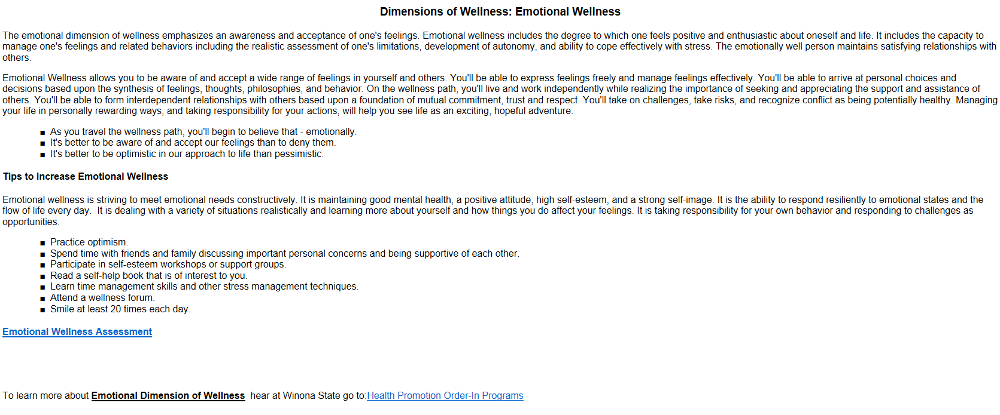 Dimensions of Wellness: Emotional Wellness
The emotional dimension of wellness emphasizes an awareness and acceptance of one's feelings. Emotional wellness includes the degree to which one feels positive and enthusiastic about oneself and life. It includes the capacity to
manage one's feelings and related behaviors including the realistic assessment of one's limitations, development of autonomy, and ability to cope effectively with stress. The emotionally well person maintains satisfying relationships with
others.
Emotional Wellness allows you to be aware of and accept a wide range of feelings in yourself and others. You'll be able to express feelings freely and manage feelings effectively. You'll be able to arrive at personal choices and
decisions based upon the synthesis of feelings, thoughts, philosophies, and behavior. On the wellness path, you'll live and work independently while realizing the importance of seeking and appreciating the support and assistance of
others. You'll be able to form interdependent relationships with others based upon a foundation of mutual commitment, trust and respect. You'll take on challenges, take risks, and recognize conflict as being potentially healthy. Managing
your life in personally rewarding ways, and taking responsibility for your actions, will help you see life as an exciting, hopeful adventure.
■ As you travel the wellness path, you'll begin to believe that - emotionally.
■ It's better to be aware of and accept our feelings than to deny them.
■ It's better to be optimistic in our approach to life than pessimistic.
Tips to Increase Emotional Wellness
Emotional wellness is striving to meet emotional needs constructively. It is maintaining good mental health, a positive attitude, high self-esteem, and a strong self-image. It is the ability to respond resiliently to emotional states and the
flow of life every day.  It is dealing with a variety of situations realistically and learning more about yourself and how things you do affect your feelings. It is taking responsibility for your own behavior and responding to challenges as
opportunities.
■ Practice optimism.
■ Spend time with friends and family discussing important personal concerns and being supportive of each other.
■ Participate in self-esteem workshops or support groups.
■ Read a self-help book that is of interest to you.
■ Learn time management skills and other stress management techniques.
■ Attend a wellness forum.
■ Smile at least 20 times each day.
Emotional Wellness Assessment
To learn more about Emotional Dimension of Wellness  hear at Winona State go to:Health Promotion Order-In Programs